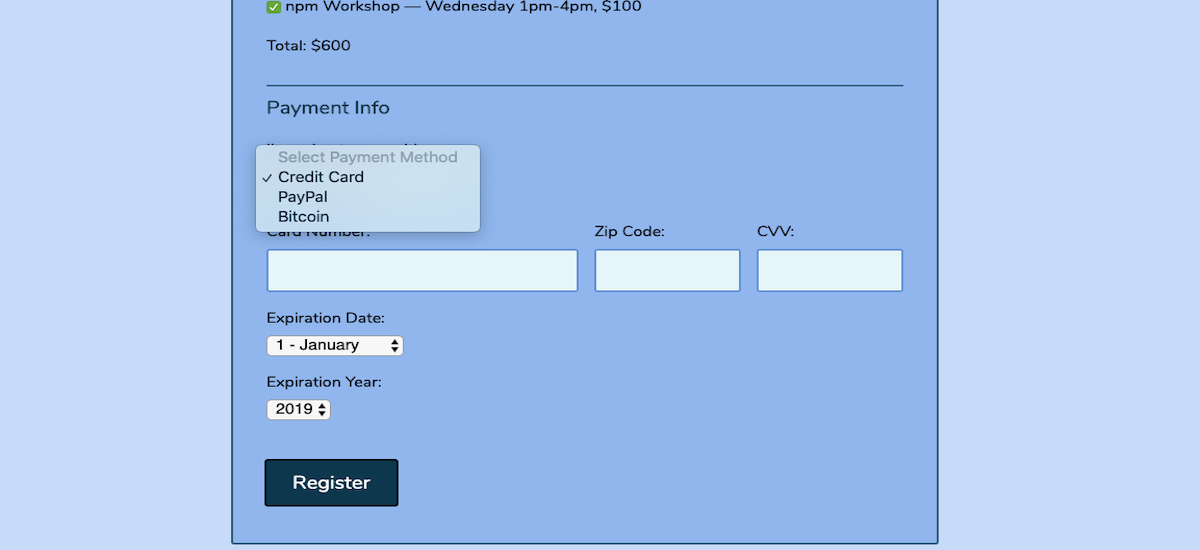 ✅ npm Workshop — Wednesday 1pm-4pm, $100
Total: $600
Payment Info
Select Payment Method
✓ Credit Card
PayPal
Bitcoin
Card Number:
Zip Code:
CVV:
Expiration Date:
1 - January
Expiration Year:
2019
Register